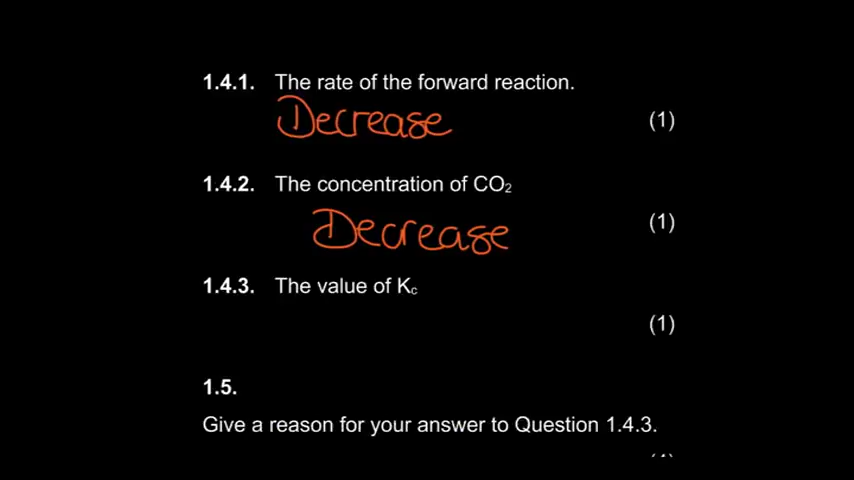 1.4.1. The rate of the forward reaction.
Decrease (1)
1.4.2. The concentration of CO₂
Decrease (1)
1.4.3. The value of Kc
(1)
1.5.
Give a reason for your answer to Question 1.4.3.